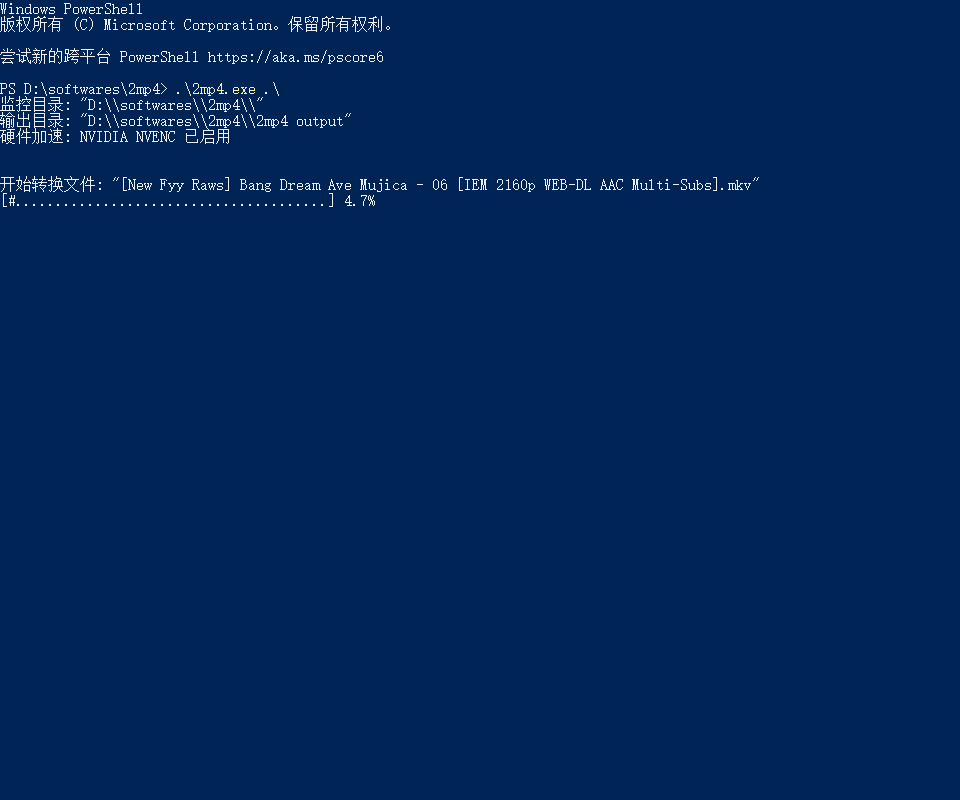 Windows PowerShell
版权所有 (C) Microsoft Corporation。保留所有权利。
尝试新的跨平台 PowerShell https://aka.ms/pscore6
PS D:\softwares\2mp4> .\2mp4.exe .\
监控目录: "D:\\softwares\\2mp4\\"
输出目录: "D:\\softwares\\2mp4\\2mp4 output"
硬件加速: NVIDIA NVENC 已启用
开始转换文件: "[New Fyy Raws] Bang Dream Ave Mujica - 06 [IEM 2160p WEB-DL AAC Multi-Subs].mkv"
[#.......................................] 4.7%